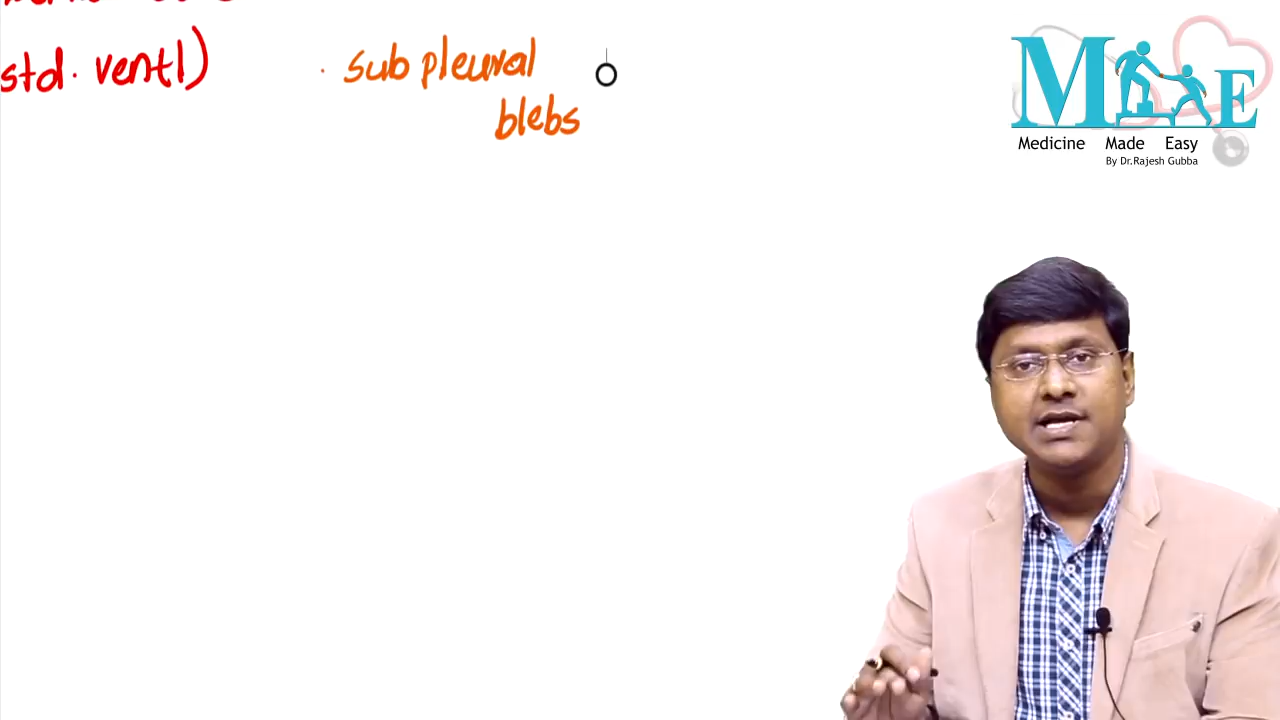 std. ventl)
· sub pleural
blebs
M E
Medicine Made Easy
By Dr.Rajesh Gubba